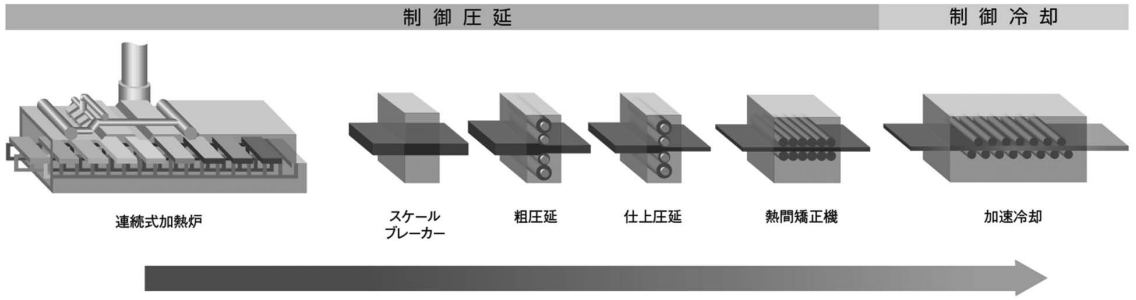 制御圧延
制御冷却
連続式加熱炉
スケール
ブレーカー
粗圧延
仕上圧延
熱間矯正機
加速冷却